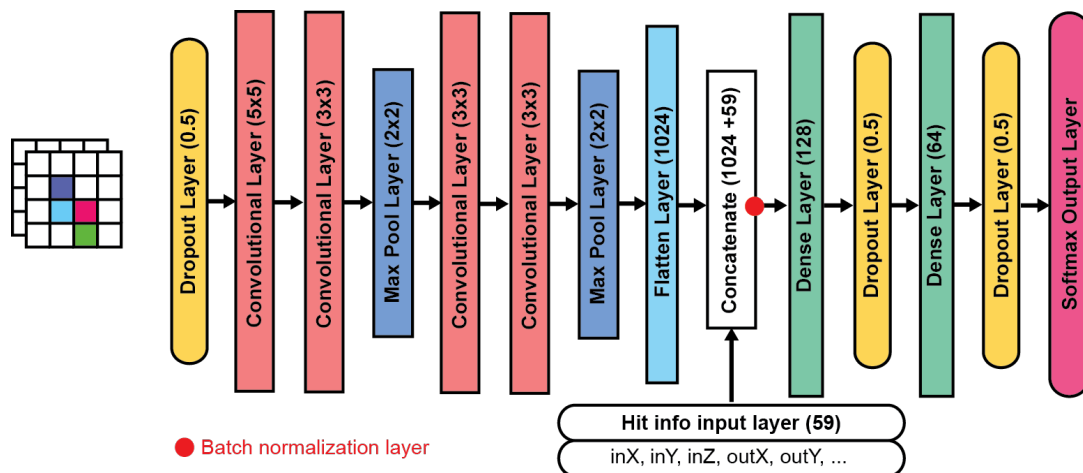 Dropout Layer (0.5)
Convolutional Layer (5x5)
Convolutional Layer (3x3)
Max Pool Layer (2x2)
Convolutional Layer (3x3)
Convolutional Layer (3x3)
Max Pool Layer (2x2)
Flatten Layer (1024)
Concatenate (1024 +59)
Dense Layer (128)
Dropout Layer (0.5)
Dense Layer (64)
Dropout Layer (0.5)
Softmax Output Layer
Hit info input layer (59)
inX, inY, inZ, outX, outY, ...
Batch normalization layer